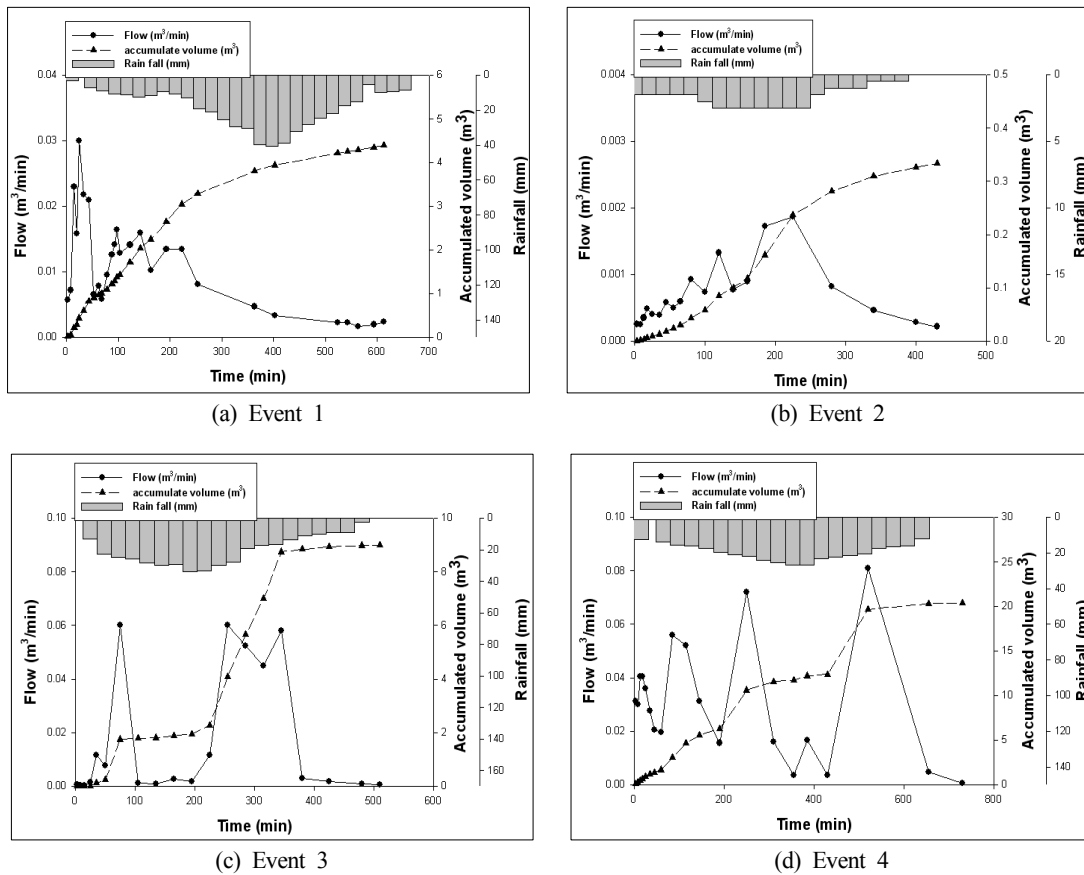 Flow (m³/min)
accumulate volume (m³)
Rain fall (mm)
0.04
0.03
0.02
0.01
0.00
Flow (m³/min)
6
5
4
3
2
1
0
Accumulated volume (m³)
0
20
40
60
80
100
120
140
Rainfall (mm)
0 100 200 300 400 500 600 700
Time (min)
(a) Event 1
Flow (m³/min)
accumulate volume (m³)
Rain fall (mm)
0.004
0.003
0.002
0.001
0.000
Flow (m³/min)
0.5
0.4
0.3
0.2
0.1
0.0
Accumulated volume (m³)
0
5
10
15
20
Rainfall (mm)
0 100 200 300 400 500
Time (min)
(b) Event 2
Flow (m³/min)
accumulate volume (m³)
Rain fall (mm)
0.10
0.08
0.06
0.04
0.02
0.00
Flow (m³/min)
10
8
6
4
2
0
Accumulated volume (m³)
0
20
40
60
80
100
120
140
160
Rainfall (mm)
0 100 200 300 400 500 600
Time (min)
(c) Event 3
Flow (m³/min)
accumulate volume (m³)
Rain fall (mm)
0.10
0.08
0.06
0.04
0.02
0.00
Flow (m³/min)
30
25
20
15
10
5
0
Accumulated volume (m³)
0
20
40
60
80
100
120
140
Rainfall (mm)
0 200 400 600 800
Time (min)
(d) Event 4